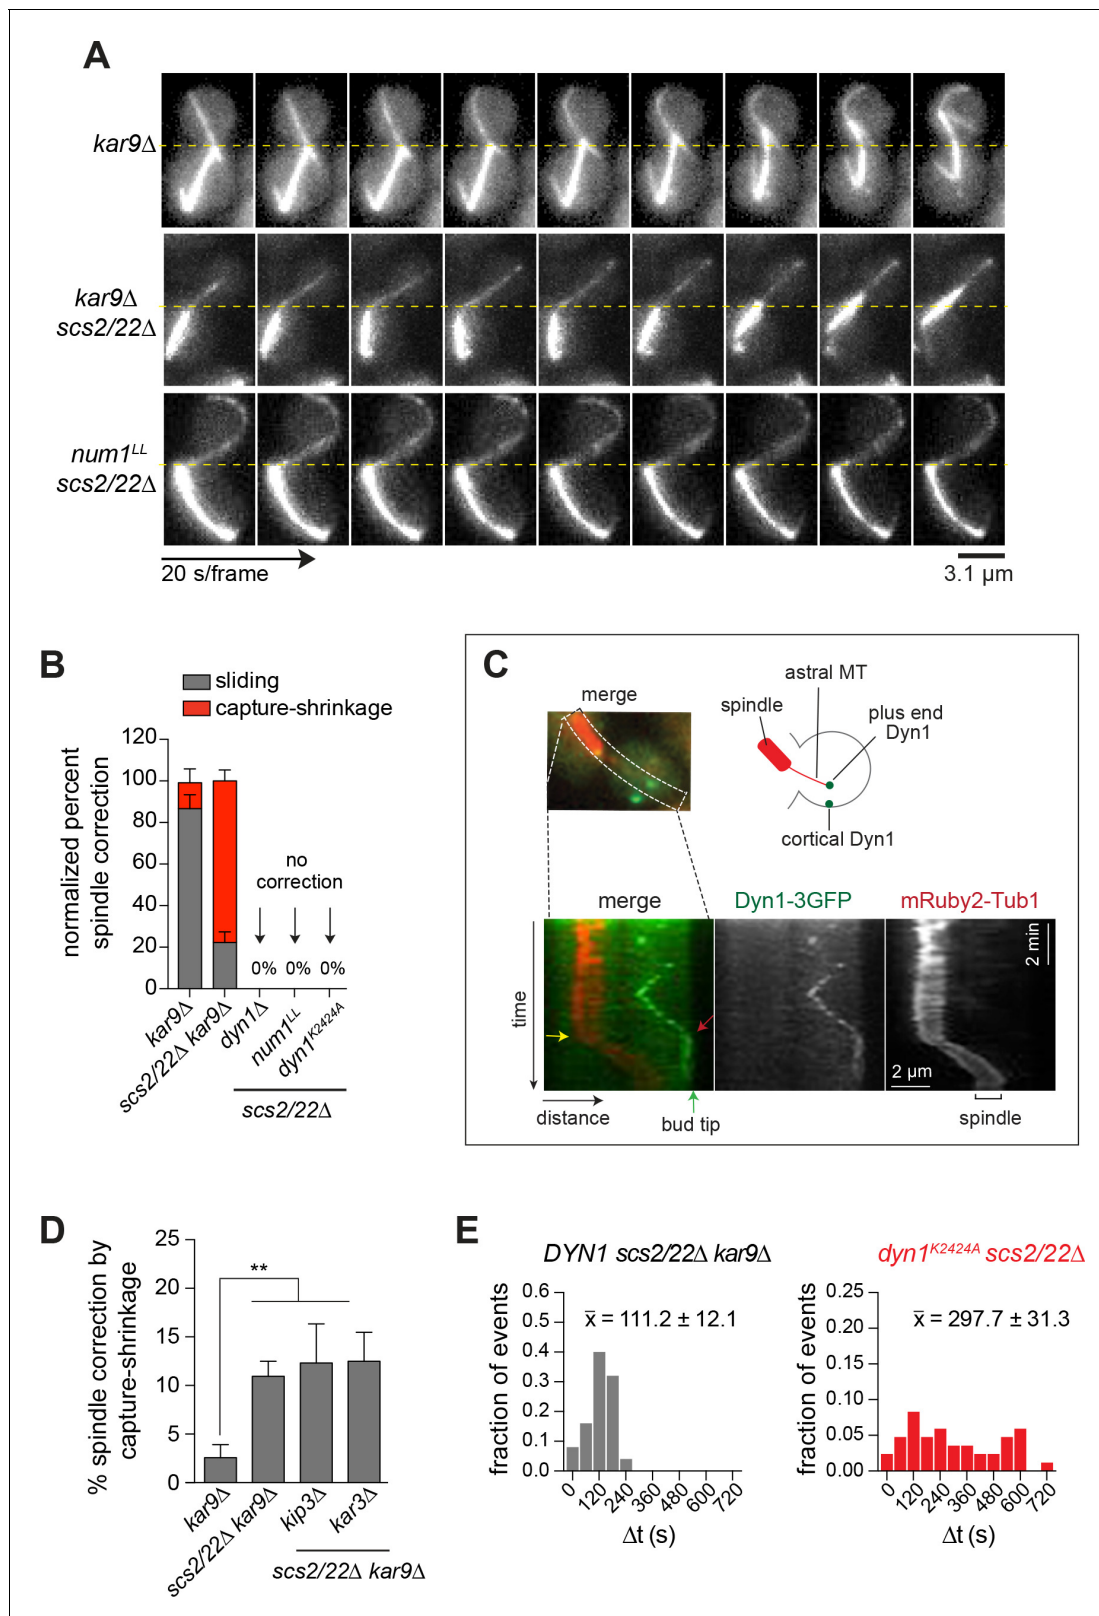 A
kar9Δ
kar9Δ
scs2/22Δ
num1LL
scs2/22Δ
20 s/frame
3.1 μm
B
sliding
capture-shrinkage
normalized percent
spindle correction
120
100
80
60
40
20
0
no
correction
0% 0% 0%
kar9Δ
scs2/22Δ kar9Δ
dyn1Δ
num1LL
dyn1K2424A
scs2/22Δ
C
merge
astral MT
spindle
plus end
Dyn1
cortical Dyn1
merge
Dyn1-3GFP
mRuby2-Tub1
time
2 min
2 μm
distance
bud tip
spindle
D
% spindle correction by
capture-shrinkage
25
20
15
10
5
0
**
kar9Δ
scs2/22Δ kar9Δ
kip3Δ
kar3Δ
scs2/22Δ kar9Δ
E
DYN1 scs2/22Δ kar9Δ
x̄ = 111.2 ± 12.1
fraction of events
0.6
0.5
0.4
0.3
0.2
0.1
0.0
0 120 240 360 480 600 720
Δt (s)
dyn1K2424A scs2/22Δ
x̄ = 297.7 ± 31.3
fraction of events
0.25
0.20
0.15
0.10
0.05
0.00
0 120 240 360 480 600 720
Δt (s)